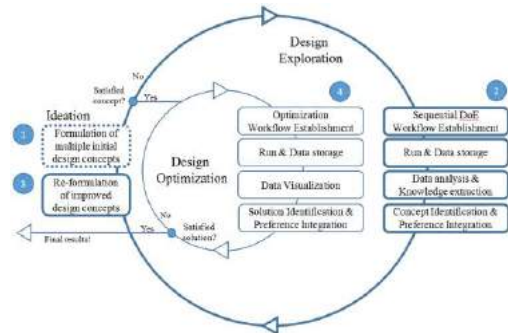 Design
Exploration
No
Satisfied
concept?
Yes
4
2
Ideation
1
Formulation of
multiple initial
design concepts
3
Re-formulation
of improved
design concepts
Design
Optimization
Optimization
Workflow Establishment
Run & Data storage
Data Visualization
Solution Identification &
Preference Integration
Sequential DoE
Workflow Establishment
Run & Data storage
Data analysis &
Knowledge extraction
Concept Identification &
Preference Integration
No
Yes
Satisfied
solution?
Final results!